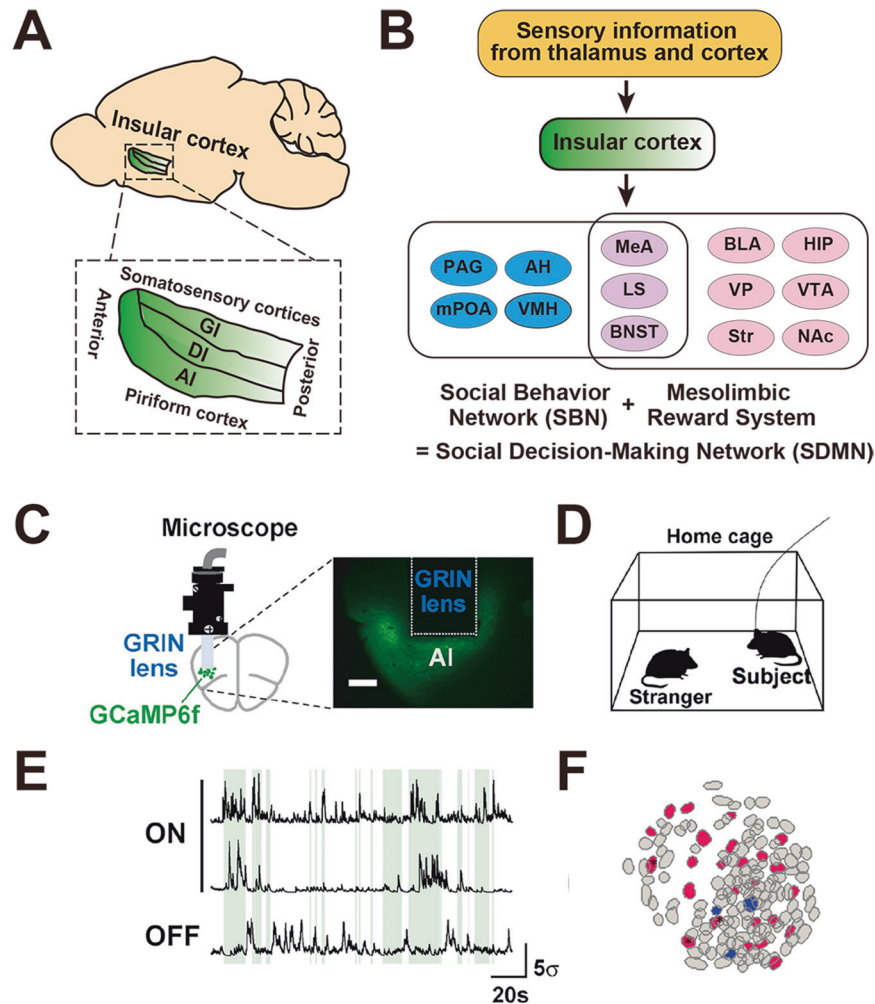 A
Insular
cortex
Somatosensory cortices
Anterior
GI
DI
AI
Posterior
Piriform cortex
B
Sensory information
from thalamus and cortex
Insular cortex
PAG
AH
mPOA
VMH
MeA
LS
BNST
BLA
HIP
VP
VTA
Str
NAc
Social Behavior
Network (SBN)
+
Mesolimbic
Reward System
= Social Decision-Making Network (SDMN)
C
Microscope
GRIN
lens
GCaMP6f
GRIN
lens
AI
D
Home cage
Stranger
Subject
E
ON
OFF
5σ
20s
F
*
*
*